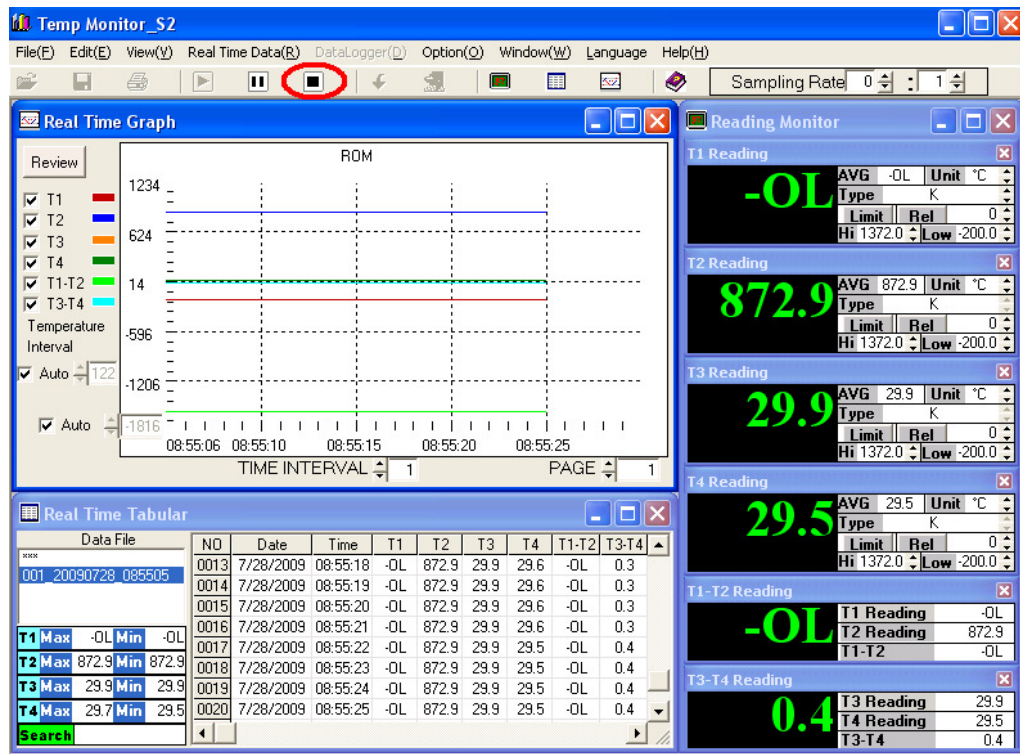 Temp Monitor_S2
File(F) Edit(E) View(V) Real Time Data(R) DataLogger(D) Option(O) Window(W) Language Help(H)
Sampling Rate 0 : 1
Real Time Graph
Review
ROM
T1
T2
T3
T4
T1-T2
T3-T4
Temperature
Interval
Auto 122
Auto -1816
1234
624
14
-596
-1206
08:55:06 08:55:10 08:55:15 08:55:20 08:55:25
TIME INTERVAL 1 PAGE 1
Real Time Tabular
Data File
***
001_20090728_085505
T1 Max -OL Min -OL
T2 Max 872.9 Min 872.9
T3 Max 29.9 Min 29.9
T4 Max 29.7 Min 29.5
Search
NO Date Time T1 T2 T3 T4 T1-T2 T3-T4
0013 7/28/2009 08:55:18 -OL 872.9 29.9 29.6 -OL 0.3
0014 7/28/2009 08:55:19 -OL 872.9 29.9 29.6 -OL 0.3
0015 7/28/2009 08:55:20 -OL 872.9 29.9 29.6 -OL 0.3
0016 7/28/2009 08:55:21 -OL 872.9 29.9 29.6 -OL 0.3
0017 7/28/2009 08:55:22 -OL 872.9 29.9 29.5 -OL 0.4
0018 7/28/2009 08:55:23 -OL 872.9 29.9 29.5 -OL 0.4
0019 7/28/2009 08:55:24 -OL 872.9 29.9 29.5 -OL 0.4
0020 7/28/2009 08:55:25 -OL 872.9 29.9 29.5 -OL 0.4
Reading Monitor
T1 Reading
-OL
AVG -OL Unit °C
Type K
Limit Rel 0
Hi 1372.0 Low -200.0
T2 Reading
872.9
AVG 872.9 Unit °C
Type K
Limit Rel 0
Hi 1372.0 Low -200.0
T3 Reading
29.9
AVG 29.9 Unit °C
Type K
Limit Rel 0
Hi 1372.0 Low -200.0
T4 Reading
29.5
AVG 29.5 Unit °C
Type K
Limit Rel 0
Hi 1372.0 Low -200.0
T1-T2 Reading
-OL
T1 Reading -OL
T2 Reading 872.9
T1-T2 -OL
T3-T4 Reading
0.4
T3 Reading 29.9
T4 Reading 29.5
T3-T4 0.4